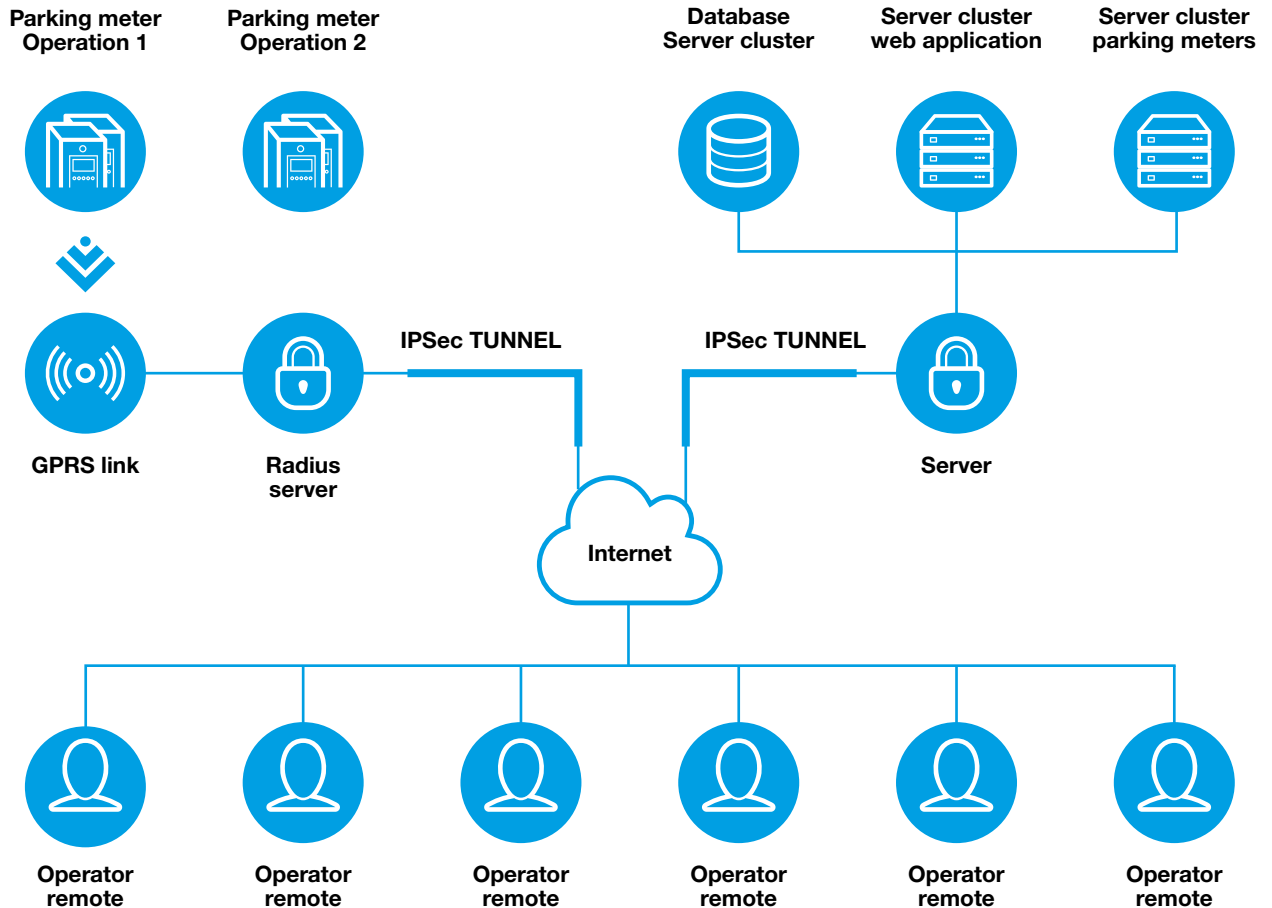 Parking meter
Operation 1
Parking meter
Operation 2
Database
Server cluster
Server cluster
web application
Server cluster
parking meters
IPSec TUNNEL
IPSec TUNNEL
GPRS link
Radius
server
Server
Internet
Operator
remote
Operator
remote
Operator
remote
Operator
remote
Operator
remote
Operator
remote